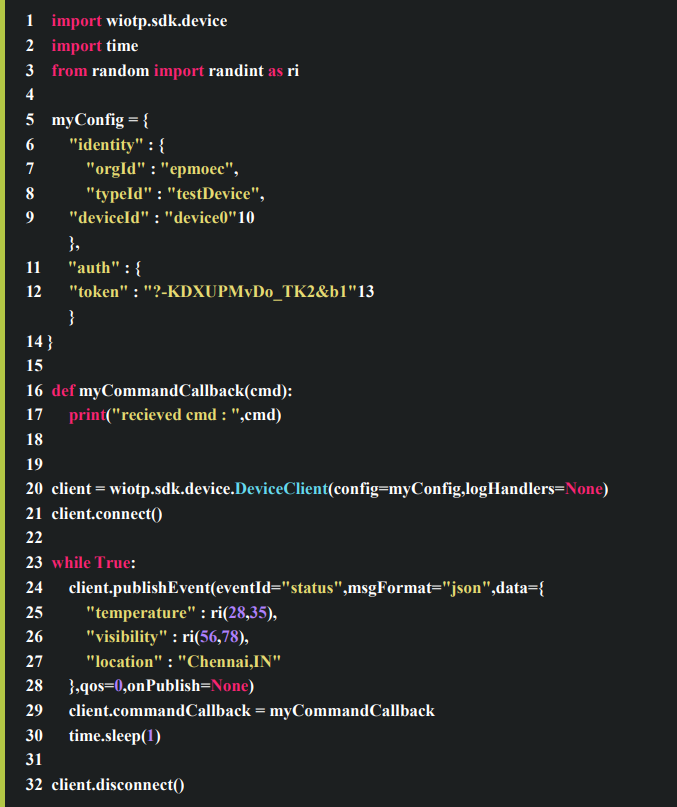 1 import wiotp.sdk.device
2 import time
3 from random import randint as ri
4
5 myConfig = {
6 "identity" : {
7 "orgId" : "epmoec",
8 "typeId" : "testDevice",
9 "deviceId" : "device0"10
},
11 "auth" : {
12 "token" : "?-KDXUPMvDo_TK2&b1"13
}
14 }
15
16 def myCommandCallback(cmd):
17 print("recieved cmd : ",cmd)
18
19
20 client = wiotp.sdk.device.DeviceClient(config=myConfig,logHandlers=None)
21 client.connect()
22
23 while True:
24 client.publishEvent(eventId="status",msgFormat="json",data={
25 "temperature" : ri(28,35),
26 "visibility" : ri(56,78),
27 "location" : "Chennai,IN"
28 },qos=0,onPublish=None)
29 client.commandCallback = myCommandCallback
30 time.sleep(1)
31
32 client.disconnect()